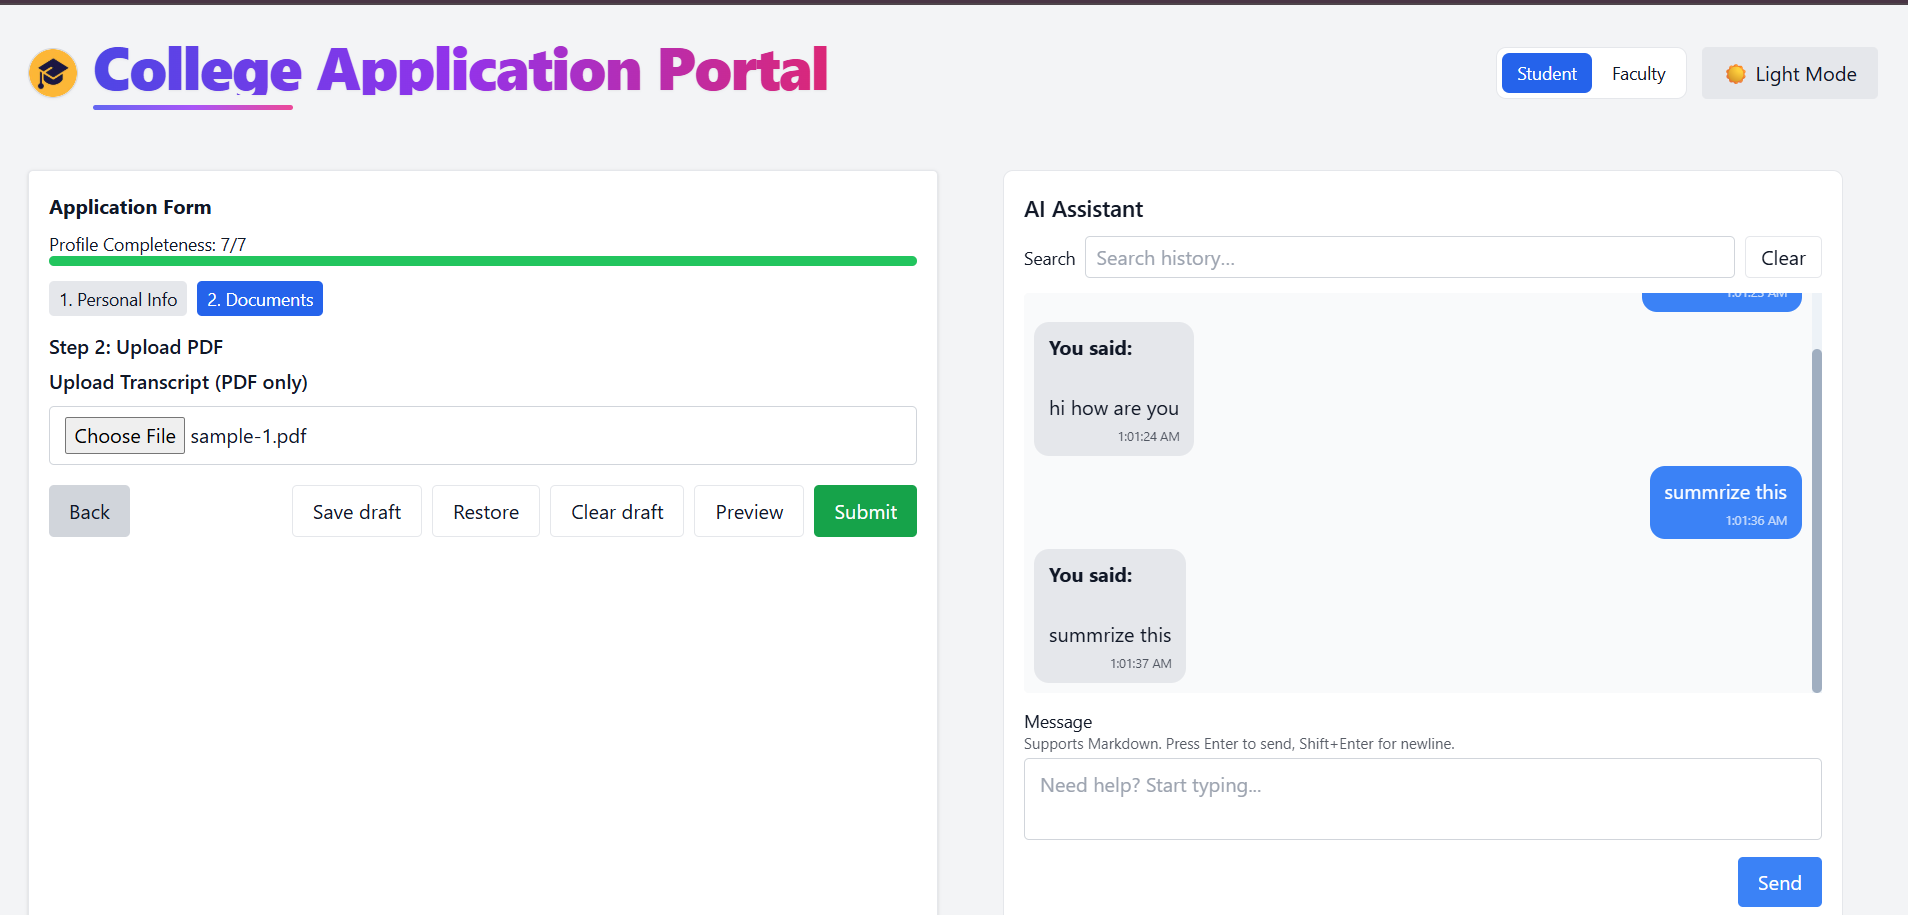 College Application Portal
Student
Faculty
Light Mode
Application Form
Profile Completeness: 7/7
1. Personal Info
2. Documents
Step 2: Upload PDF
Upload Transcript (PDF only)
Choose File sample-1.pdf
Back
Save draft
Restore
Clear draft
Preview
Submit
AI Assistant
Search
Search history...
Clear
1:01:23 AM
You said:
hi how are you
1:01:24 AM
summrize this
1:01:36 AM
You said:
summrize this
1:01:37 AM
Message
Supports Markdown. Press Enter to send, Shift+Enter for newline.
Need help? Start typing...
Send